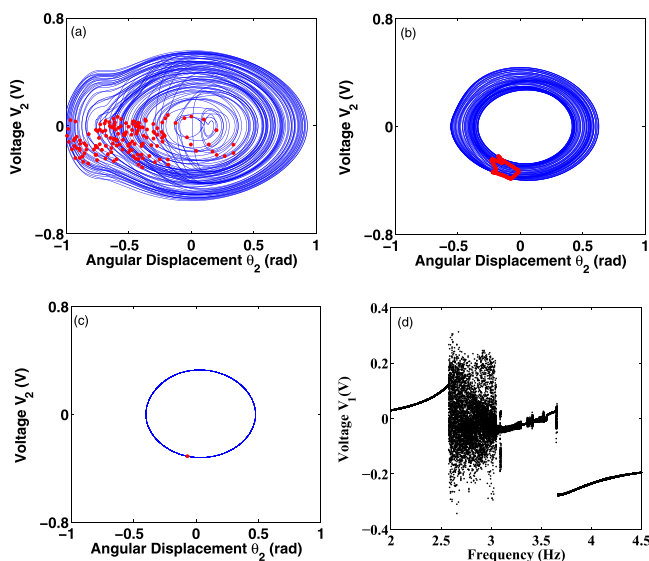 (a)
0.8
0
−0.8
Voltage V2 (V)
−1 −0.5 0 0.5 1
Angular Displacement θ2 (rad)
(b)
0.8
0
−0.8
Voltage V2 (V)
−1 −0.5 0 0.5 1
Angular Displacement θ2 (rad)
(c)
0.8
0
−0.8
Voltage V2 (V)
−1 −0.5 0 0.5 1
Angular Displacement θ2 (rad)
(d)
0.4
0.2
0
−0.2
−0.4
Voltage V1(V)
2 2.5 3 3.5 4 4.5
Frequency (Hz)